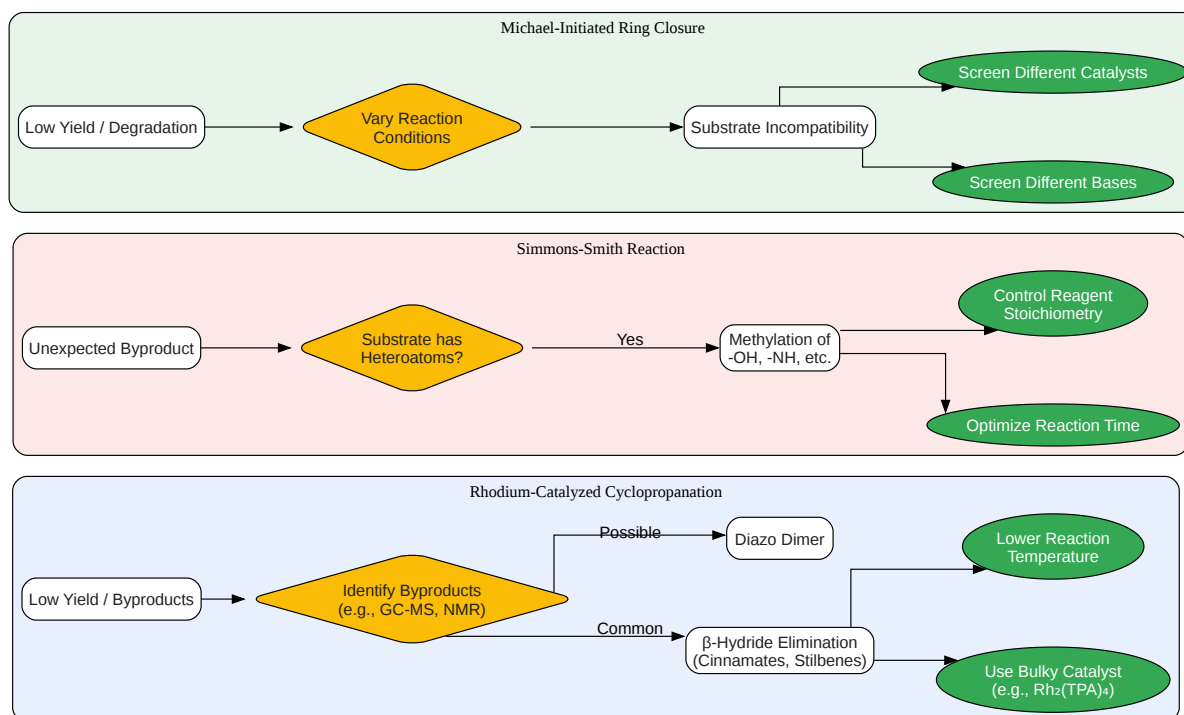 Michael-Initiated Ring Closure
Low Yield / Degradation
Vary Reaction
Conditions
Substrate Incompatibility
Screen Different Catalysts
Screen Different Bases
Simmons-Smith Reaction
Unexpected Byproduct
Substrate has
Heteroatoms?
Yes
Methylation of
-OH, -NH, etc.
Control Reagent
Stoichiometry
Optimize Reaction Time
Rhodium-Catalyzed Cyclopropanation
Low Yield / Byproducts
Identify Byproducts
(e.g., GC-MS, NMR)
Possible
Diazo Dimer
Common
β-Hydride Elimination
(Cinnamates, Stilbenes)
Lower Reaction
Temperature
Use Bulky Catalyst
(e.g., Rh₂(TPA)₄)